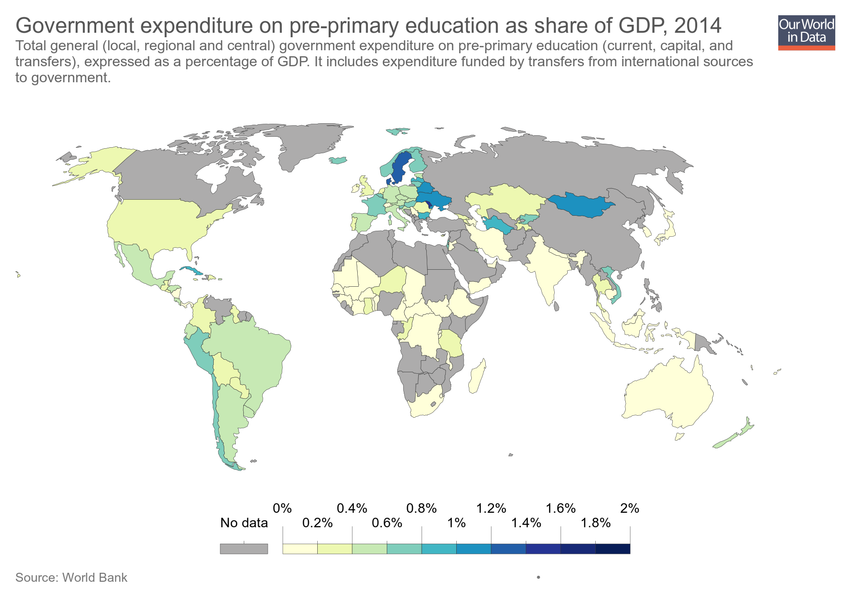 Government expenditure on pre-primary education as share of GDP, 2014
Our World
in Data
Total general (local, regional and central) government expenditure on pre-primary education (current, capital, and
transfers), expressed as a percentage of GDP. It includes expenditure funded by transfers from international sources
to government.
0% 0.4% 0.8% 1.2% 1.6% 2%
No data 0.2% 0.6% 1% 1.4% 1.8%
Source: World Bank